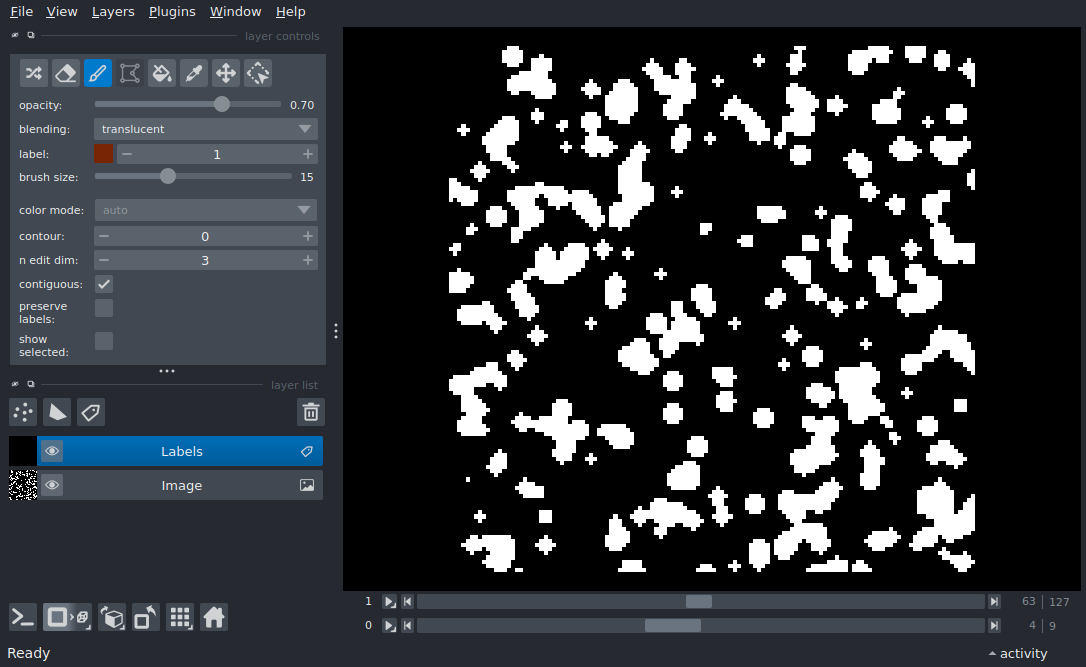 File View Layers Plugins Window Help
layer controls
opacity: 0.70
blending: translucent
label: 1
brush size: 15
color mode: auto
contour: 0
n edit dim: 3
contiguous:
preserve
labels:
show
selected:
layer list
Labels
Image
1 63 127
0 4 9
Ready activity